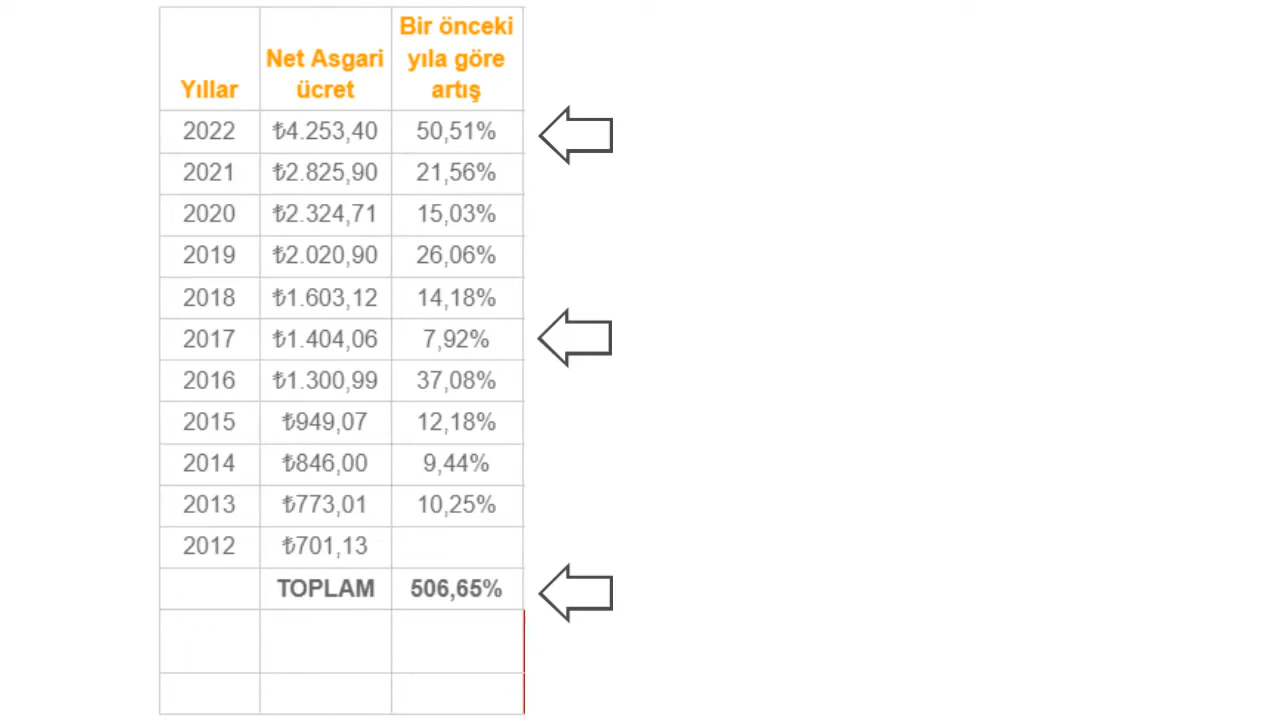 Yıllar Net Asgari ücret Bir önceki yıla göre artış
2022 ₺4.253,40 50,51%
2021 ₺2.825,90 21,56%
2020 ₺2.324,71 15,03%
2019 ₺2.020,90 26,06%
2018 ₺1.603,12 14,18%
2017 ₺1.404,06 7,92%
2016 ₺1.300,99 37,08%
2015 ₺949,07 12,18%
2014 ₺846,00 9,44%
2013 ₺773,01 10,25%
2012 ₺701,13
TOPLAM 506,65%